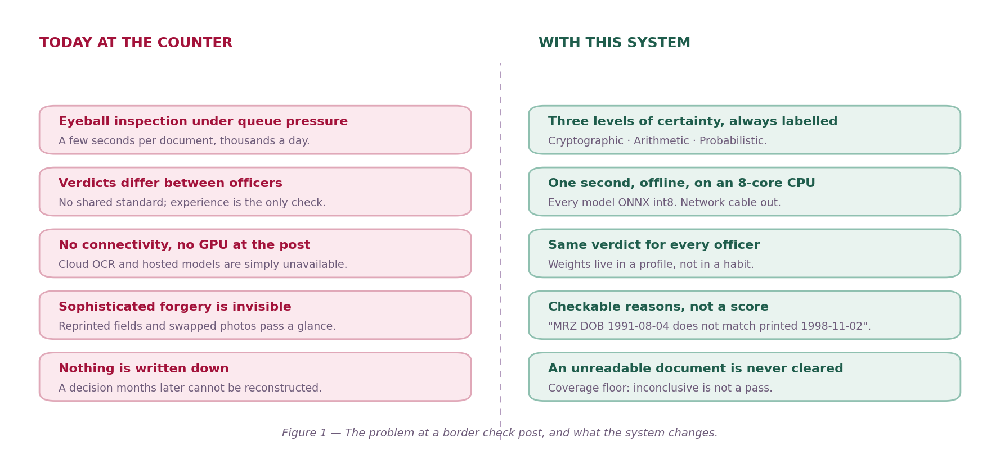 TODAY AT THE COUNTER
Eyeball inspection under queue pressure
A few seconds per document, thousands a day.
Verdicts differ between officers
No shared standard; experience is the only check.
No connectivity, no GPU at the post
Cloud OCR and hosted models are simply unavailable.
Sophisticated forgery is invisible
Reprinted fields and swapped photos pass a glance.
Nothing is written down
A decision months later cannot be reconstructed.
WITH THIS SYSTEM
Three levels of certainty, always labelled
Cryptographic · Arithmetic · Probabilistic.
One second, offline, on an 8-core CPU
Every model ONNX int8. Network cable out.
Same verdict for every officer
Weights live in a profile, not in a habit.
Checkable reasons, not a score
"MRZ DOB 1991-08-04 does not match printed 1998-11-02".
An unreadable document is never cleared
Coverage floor: inconclusive is not a pass.
Figure 1 — The problem at a border check post, and what the system changes.